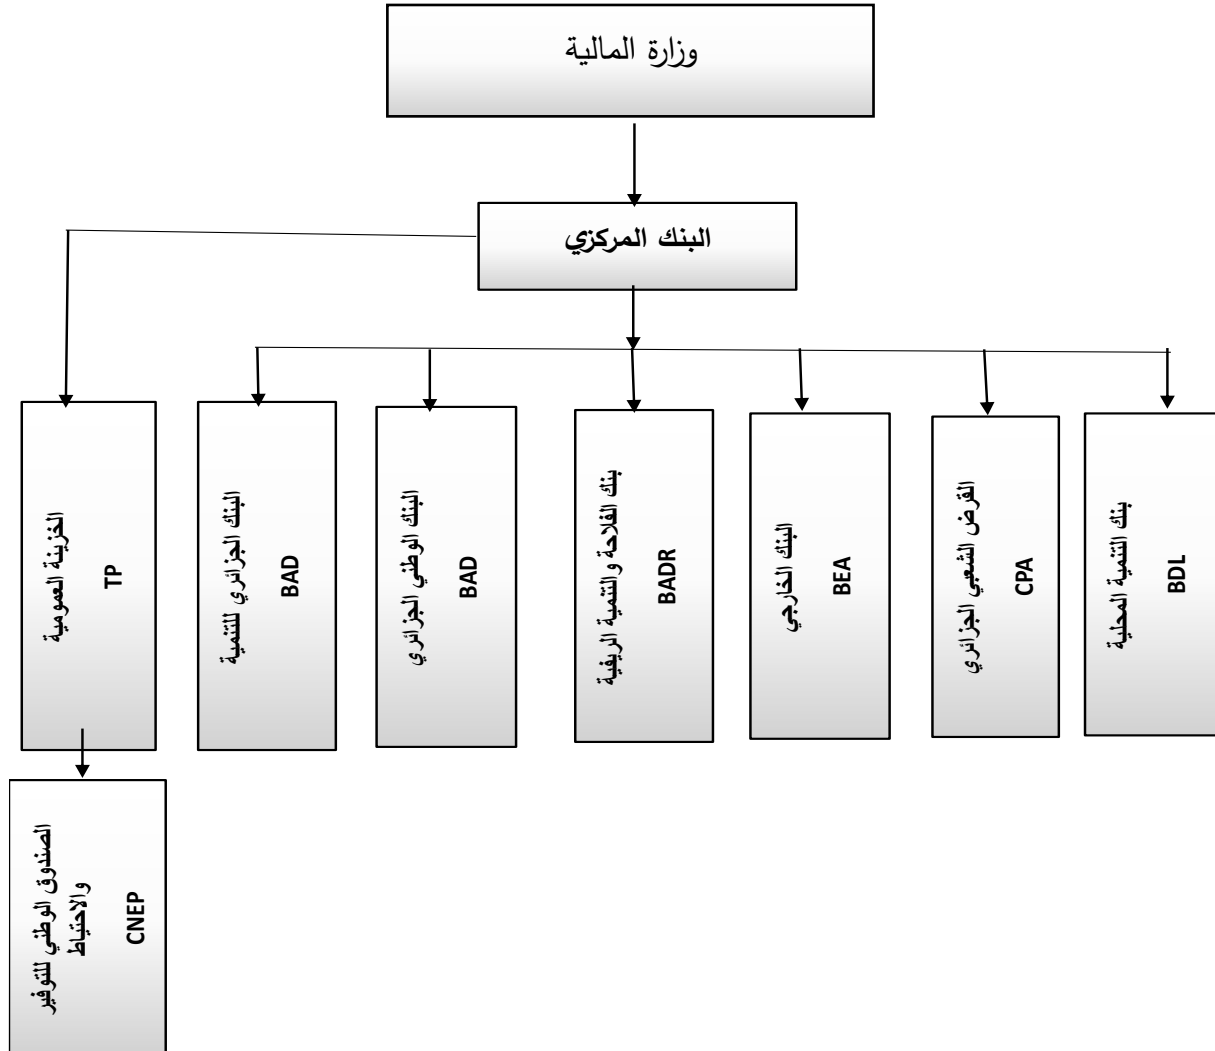 وزارة المالية
البنك المركزي
الخزينة العمومية
TP
البنك الجزائري للتنمية
BAD
البنك الوطني الجزائري
BAD
بنك الفلاحة والتنمية الريفية
BADR
البنك الخارجي
BEA
القرض الشعبي الجزائري
CPA
بنك التنمية المحلية
BDL
الصندوق الوطني للتوفير
والاحتياط
CNEP